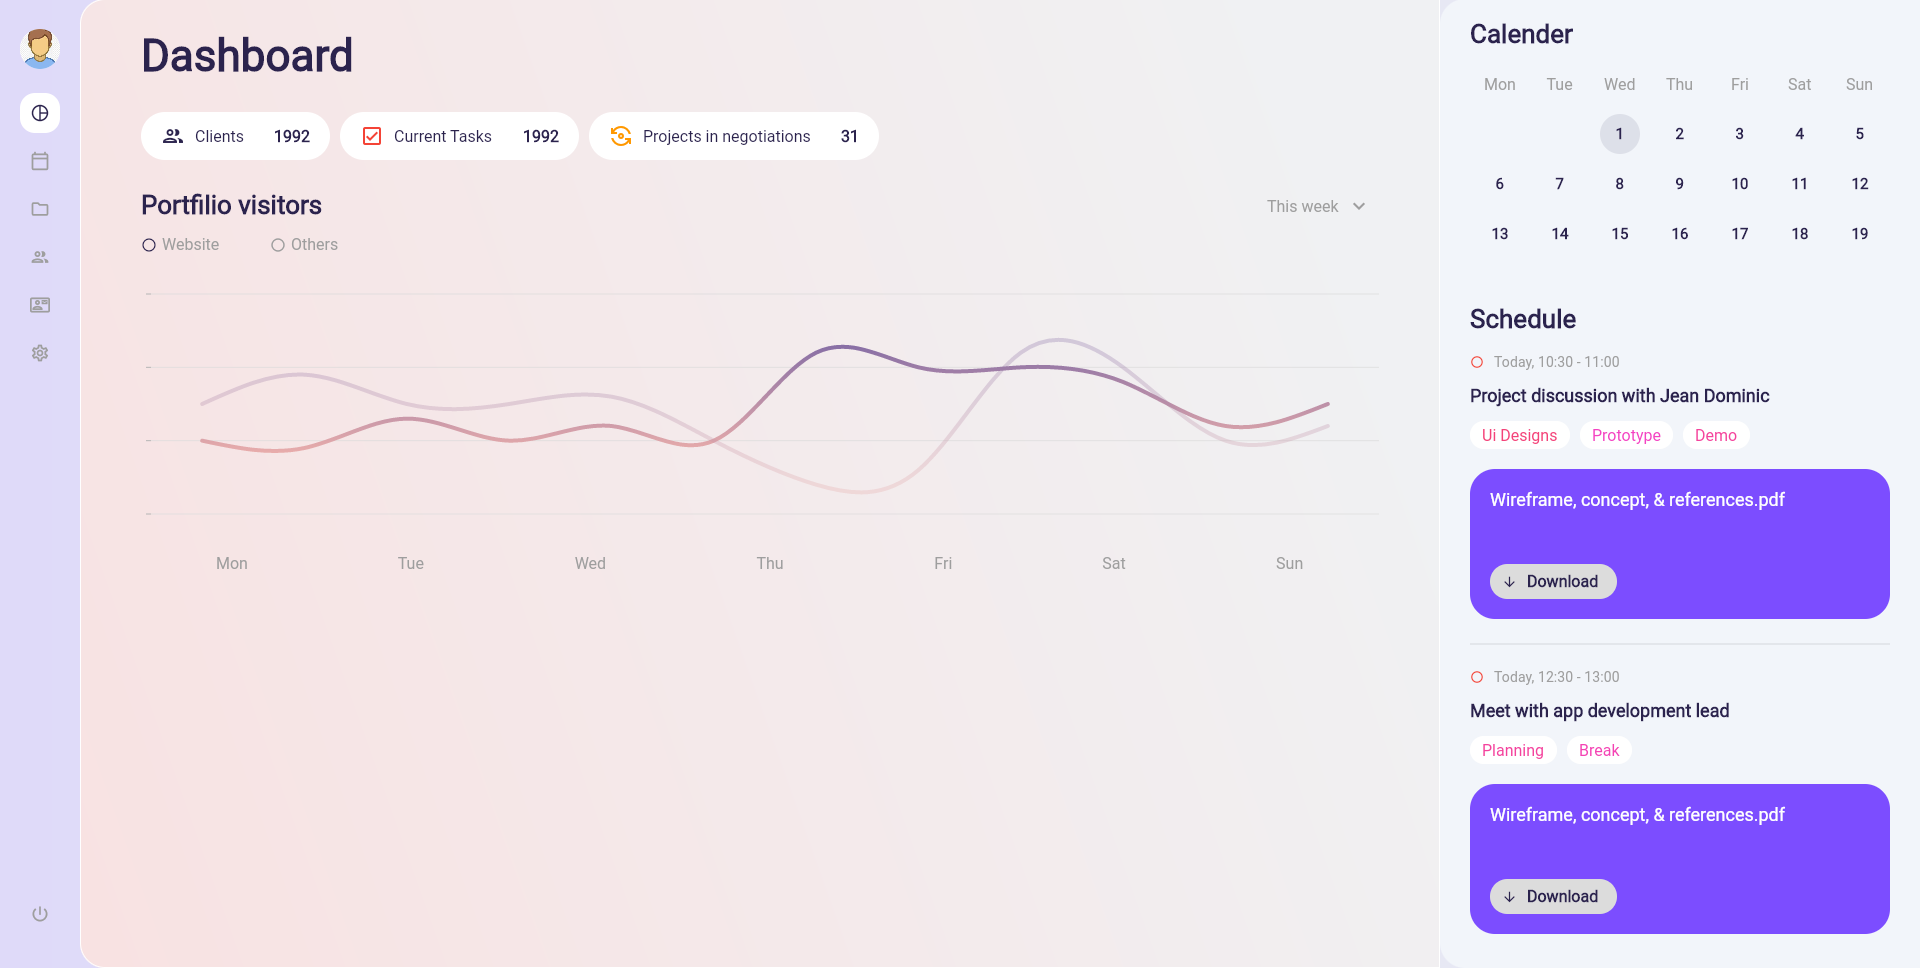 Dashboard
Clients 1992
Current Tasks 1992
Projects in negotiations 31
Portfilio visitors
This week
Website
Others
Mon Tue Wed Thu Fri Sat Sun
Calender
Mon Tue Wed Thu Fri Sat Sun
1 2 3 4 5
6 7 8 9 10 11 12
13 14 15 16 17 18 19
Schedule
Today, 10:30 - 11:00
Project discussion with Jean Dominic
Ui Designs Prototype Demo
Wireframe, concept, & references.pdf
Download
Today, 12:30 - 13:00
Meet with app development lead
Planning Break
Wireframe, concept, & references.pdf
Download